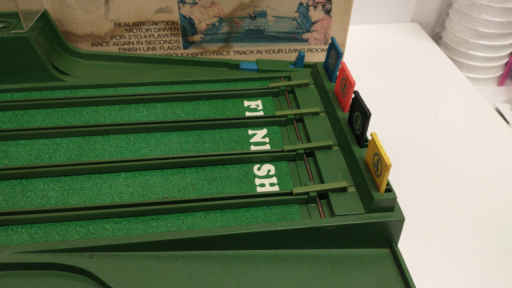 REALISTIC ACTION
MOTOR DRIVEN
FOR 2 TO 4 PLAYERS
RACE AGAIN IN SECONDS
FINISH LINE FLAGS
RACE TRACK IN YOUR LIVING ROOM!
FINISH